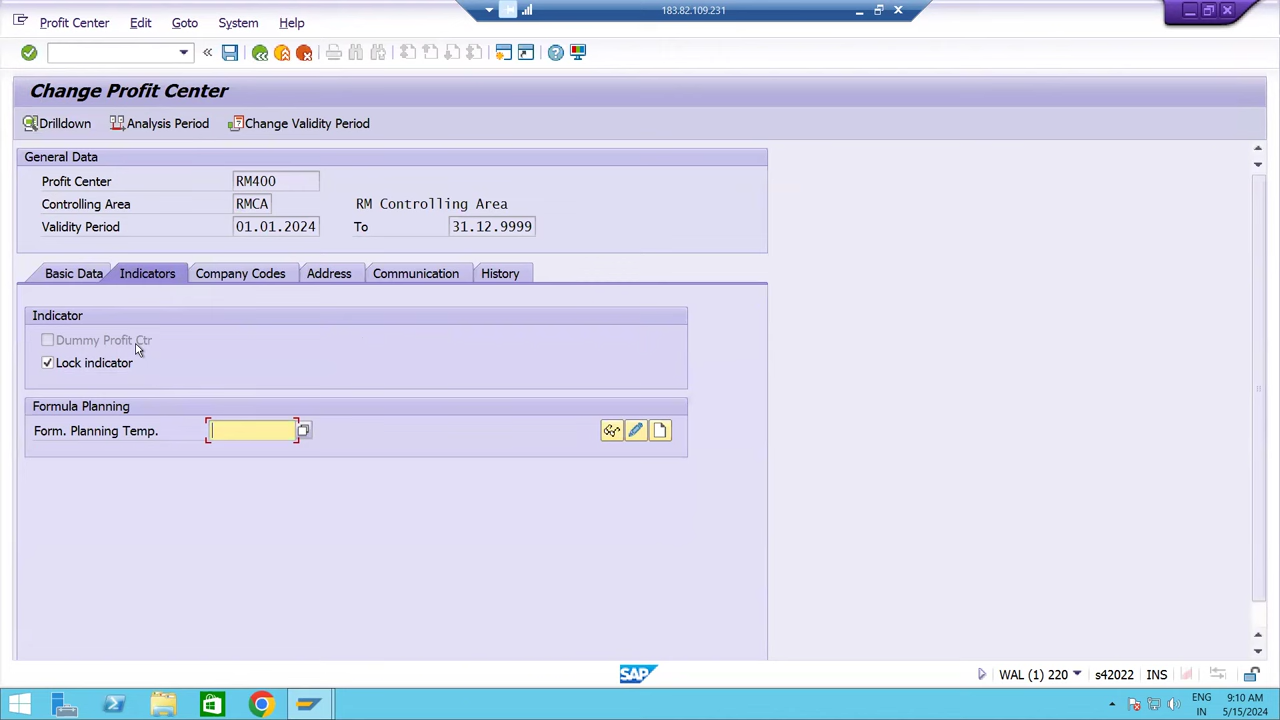 Profit Center Edit Goto System Help
183.82.109.231
Change Profit Center
Drilldown Analysis Period Change Validity Period
General Data
Profit Center RM400
Controlling Area RMCA RM Controlling Area
Validity Period 01.01.2024 To 31.12.9999
Basic Data Indicators Company Codes Address Communication History
Indicator
Dummy Profit Ctr
Lock indicator
Formula Planning
Form. Planning Temp.
SAP WAL (1) 220 s42022 INS
ENG 9:10 AM
IN 5/15/2024